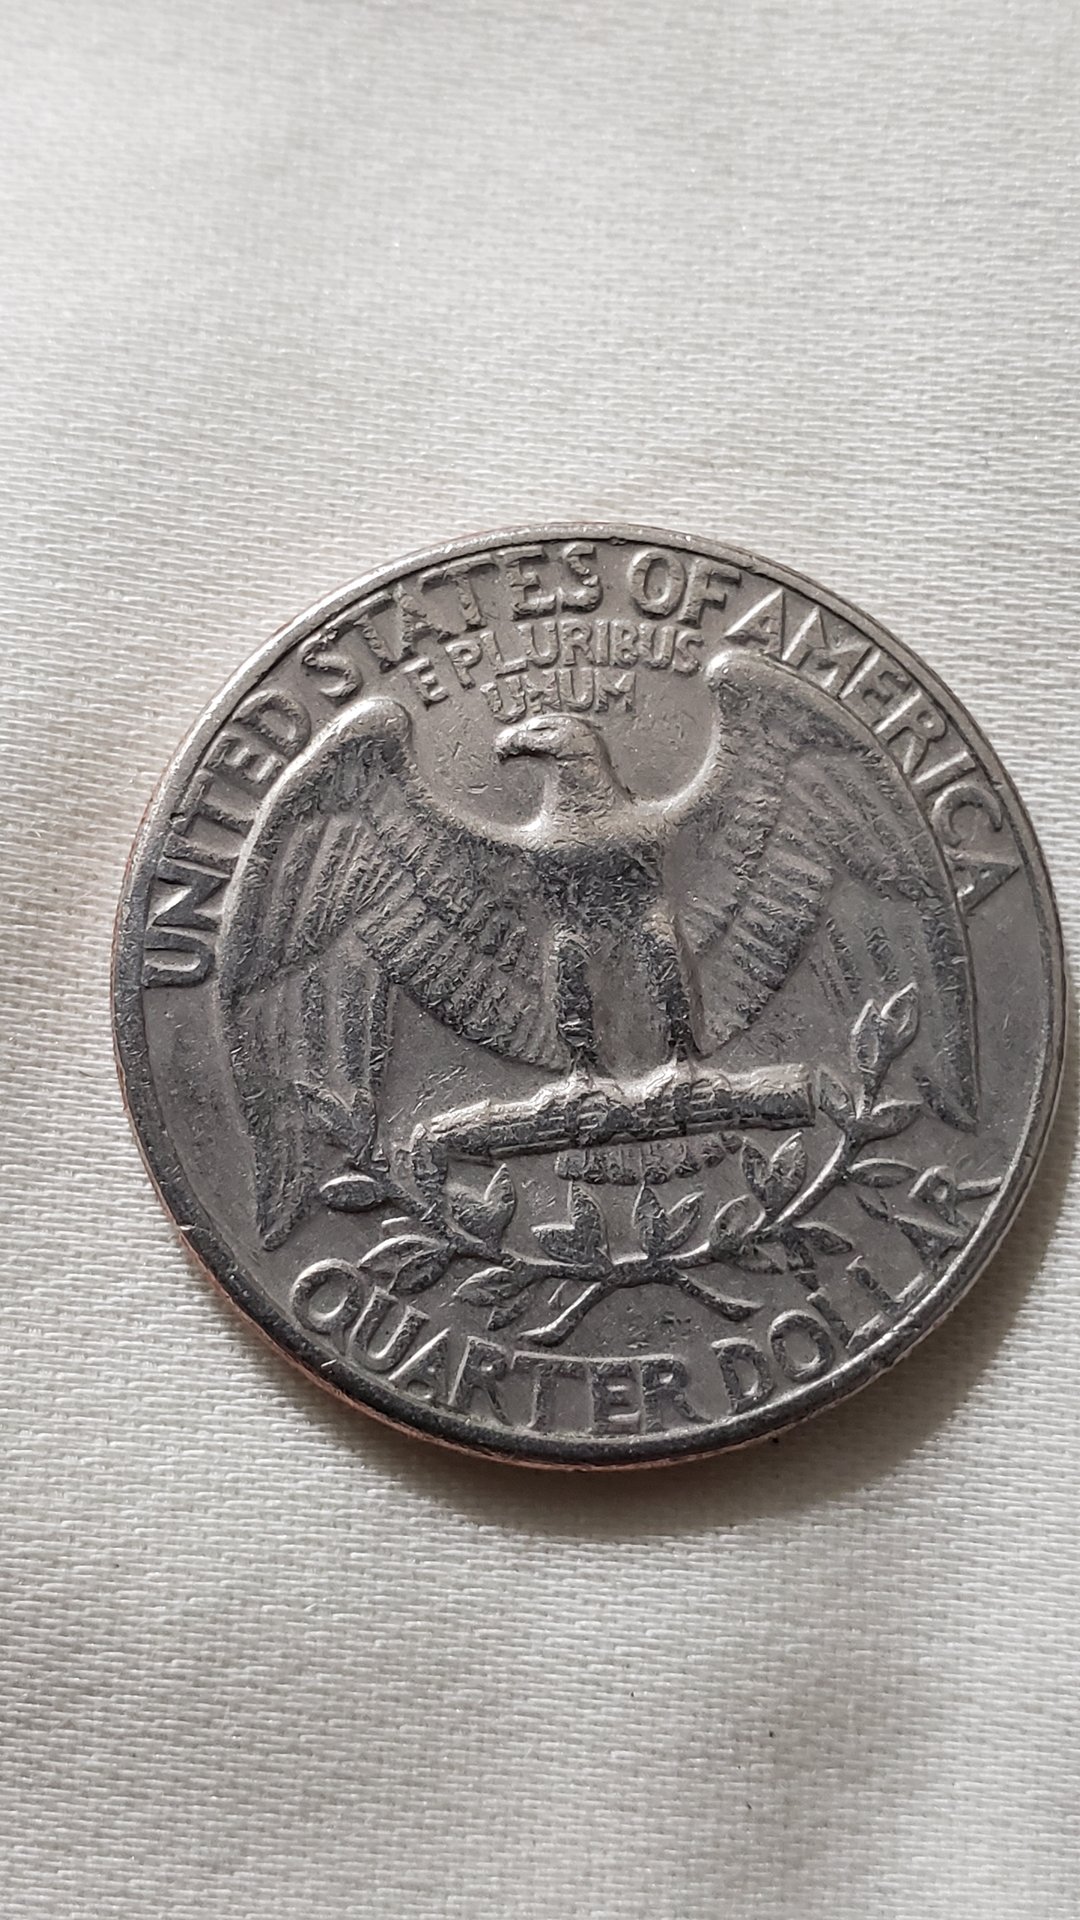 UNITED STATES OF AMERICA
E PLURIBUS
UNUM
QUARTER DOLLAR